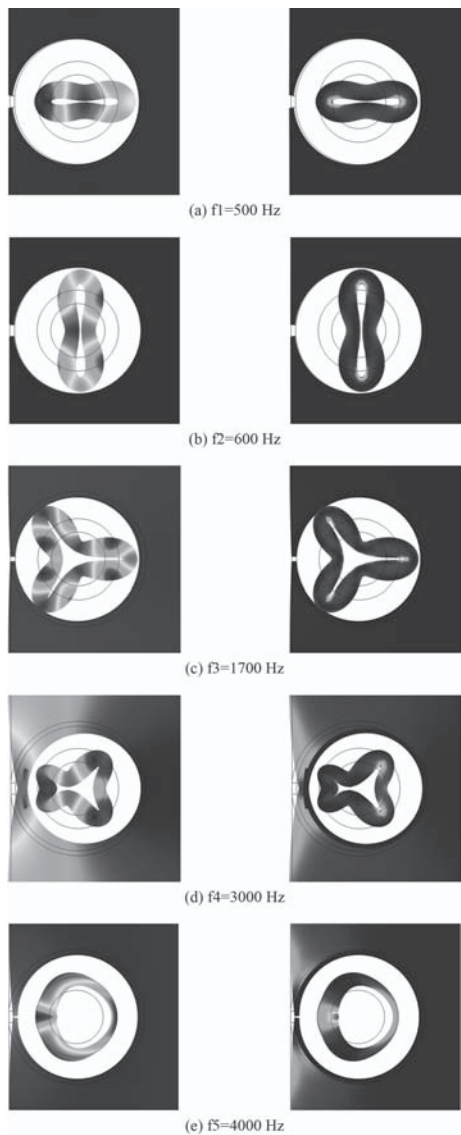 (a) f1=500 Hz
(b) f2=600 Hz
(c) f3=1700 Hz
(d) f4=3000 Hz
(e) f5=4000 Hz